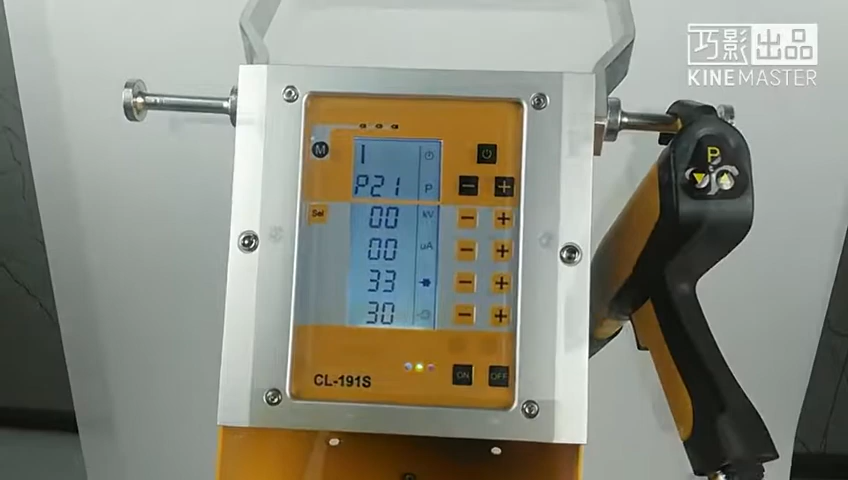 巧影出品
KINEMASTER
M
1
P21 P
Sel
00 kV
00 uA
33
30
CL-191S
ON
OFF
P